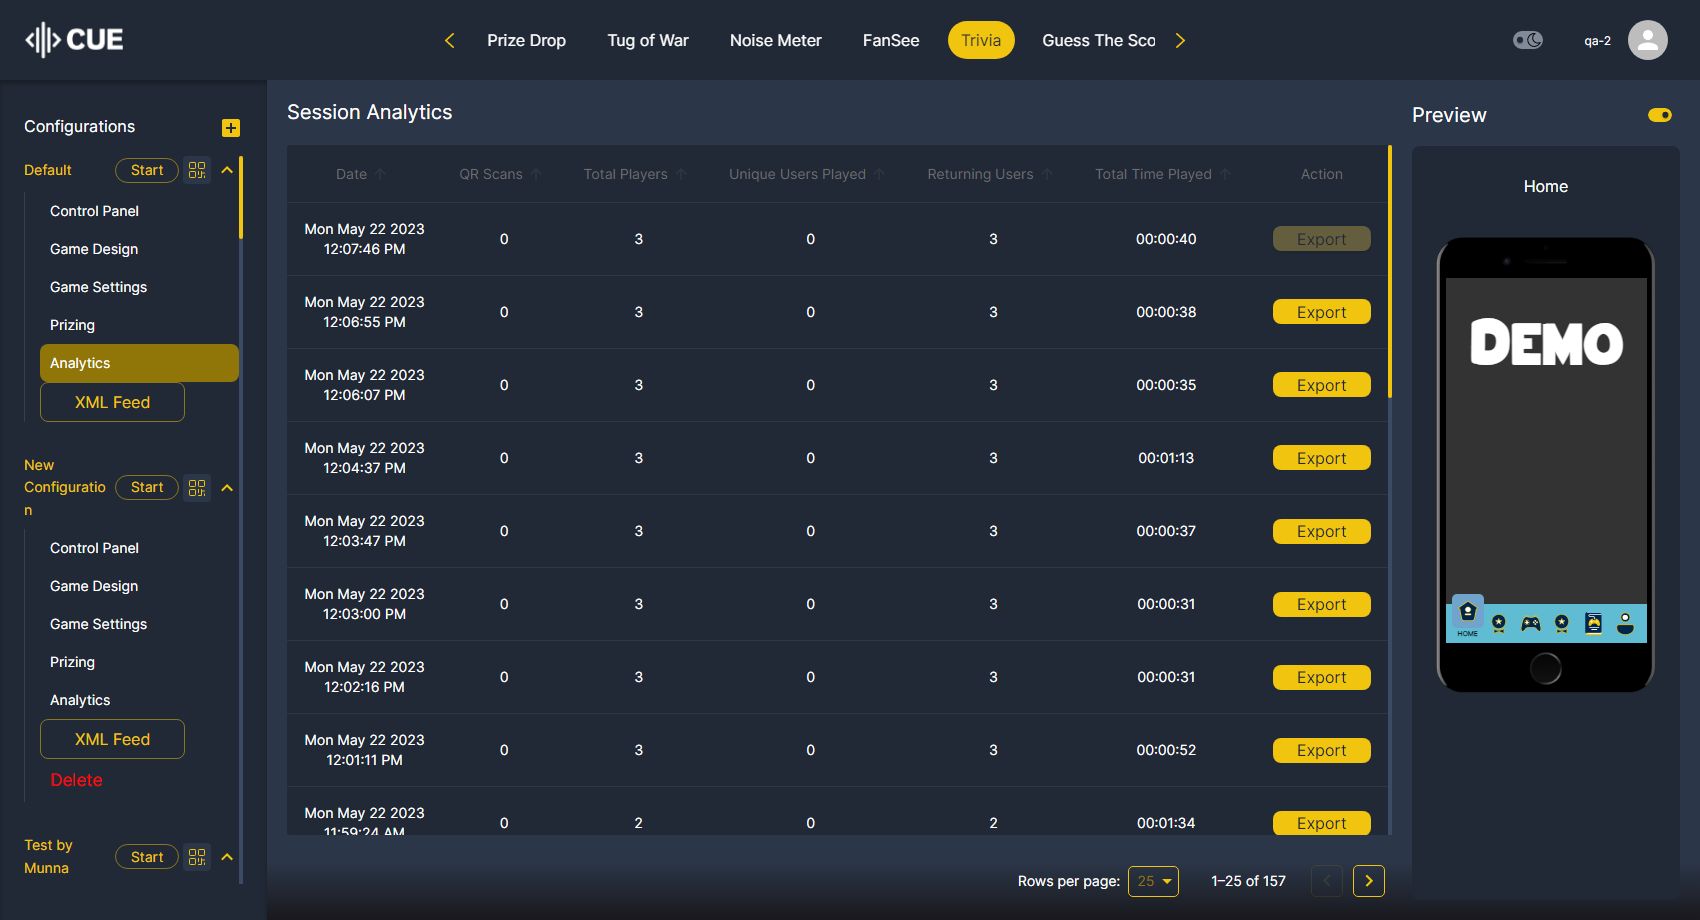 CUE
Prize Drop
Tug of War
Noise Meter
FanSee
Trivia
Guess The Sco
qa-2
Configurations
Default
Start
Control Panel
Game Design
Game Settings
Prizing
Analytics
XML Feed
New
Configuratio
n
Start
Control Panel
Game Design
Game Settings
Prizing
Analytics
XML Feed
Delete
Test by
Munna
Start
Session Analytics
Date QR Scans Total Players Unique Users Played Returning Users Total Time Played Action
Mon May 22 2023
12:07:46 PM
0 3 0 3 00:00:40 Export
Mon May 22 2023
12:06:55 PM
0 3 0 3 00:00:38 Export
Mon May 22 2023
12:06:07 PM
0 3 0 3 00:00:35 Export
Mon May 22 2023
12:04:37 PM
0 3 0 3 00:01:13 Export
Mon May 22 2023
12:03:47 PM
0 3 0 3 00:00:37 Export
Mon May 22 2023
12:03:00 PM
0 3 0 3 00:00:31 Export
Mon May 22 2023
12:02:16 PM
0 3 0 3 00:00:31 Export
Mon May 22 2023
12:01:11 PM
0 3 0 3 00:00:52 Export
Mon May 22 2023
11:59:24 AM
0 2 0 2 00:01:34 Export
Rows per page: 25 1–25 of 157
Preview
Home
DEMO
HOME